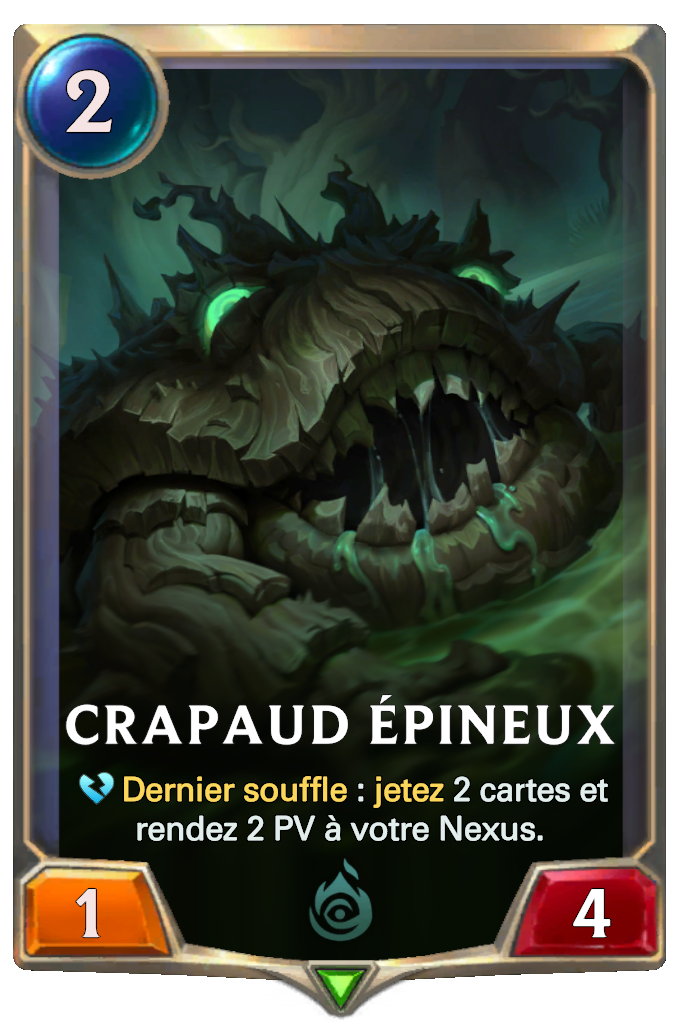 2
CRAPAUD ÉPINEUX
Dernier souffle : jetez 2 cartes et
rendez 2 PV à votre Nexus.
1
4